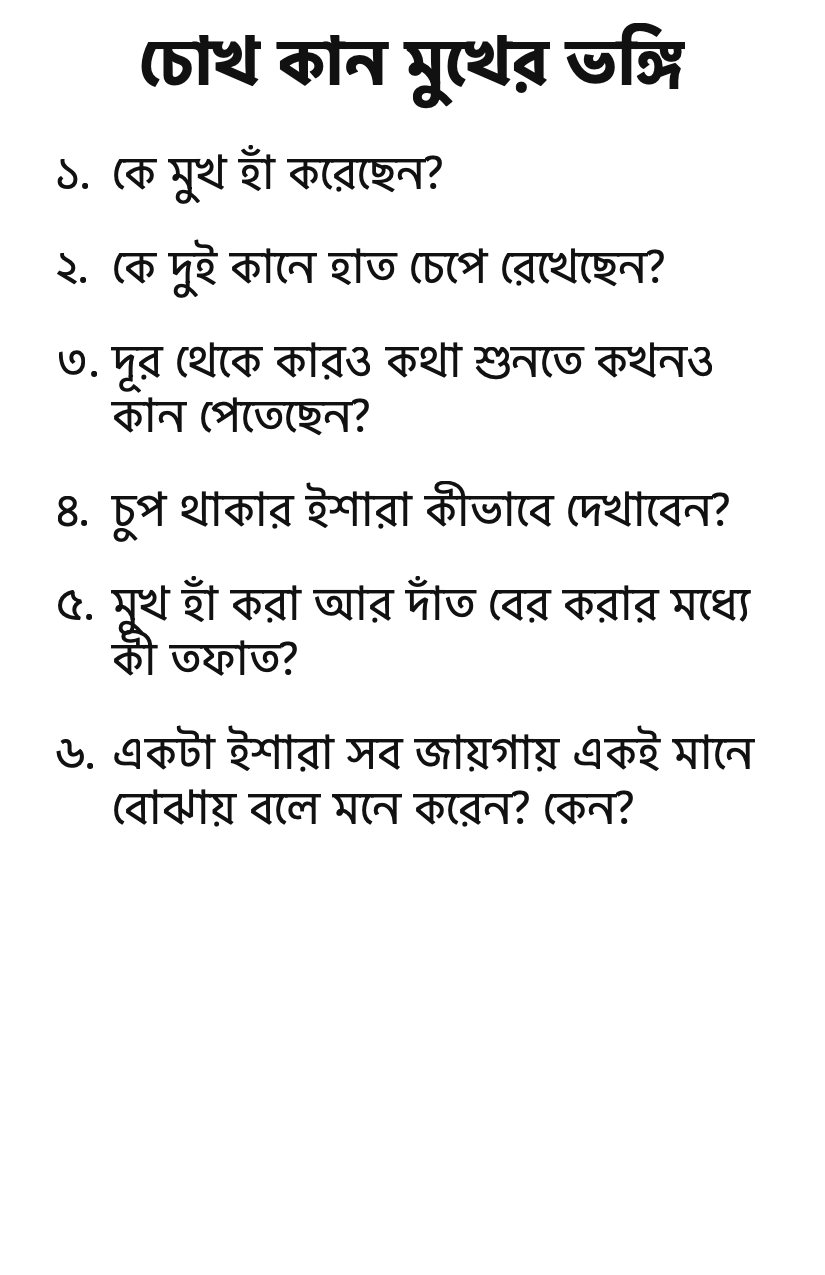 চোখ কান মুখের ভঙ্গি
১. কে মুখ হাঁ করেছেন?
২. কে দুই কানে হাত চেপে রেখেছেন?
৩. দূর থেকে কারও কথা শুনতে কখনও
কান পেতেছেন?
৪. চুপ থাকার ইশারা কীভাবে দেখাবেন?
৫. মুখ হাঁ করা আর দাঁত বের করার মধ্যে
কী তফাত?
৬. একটা ইশারা সব জায়গায় একই মানে
বোঝায় বলে মনে করেন? কেন?